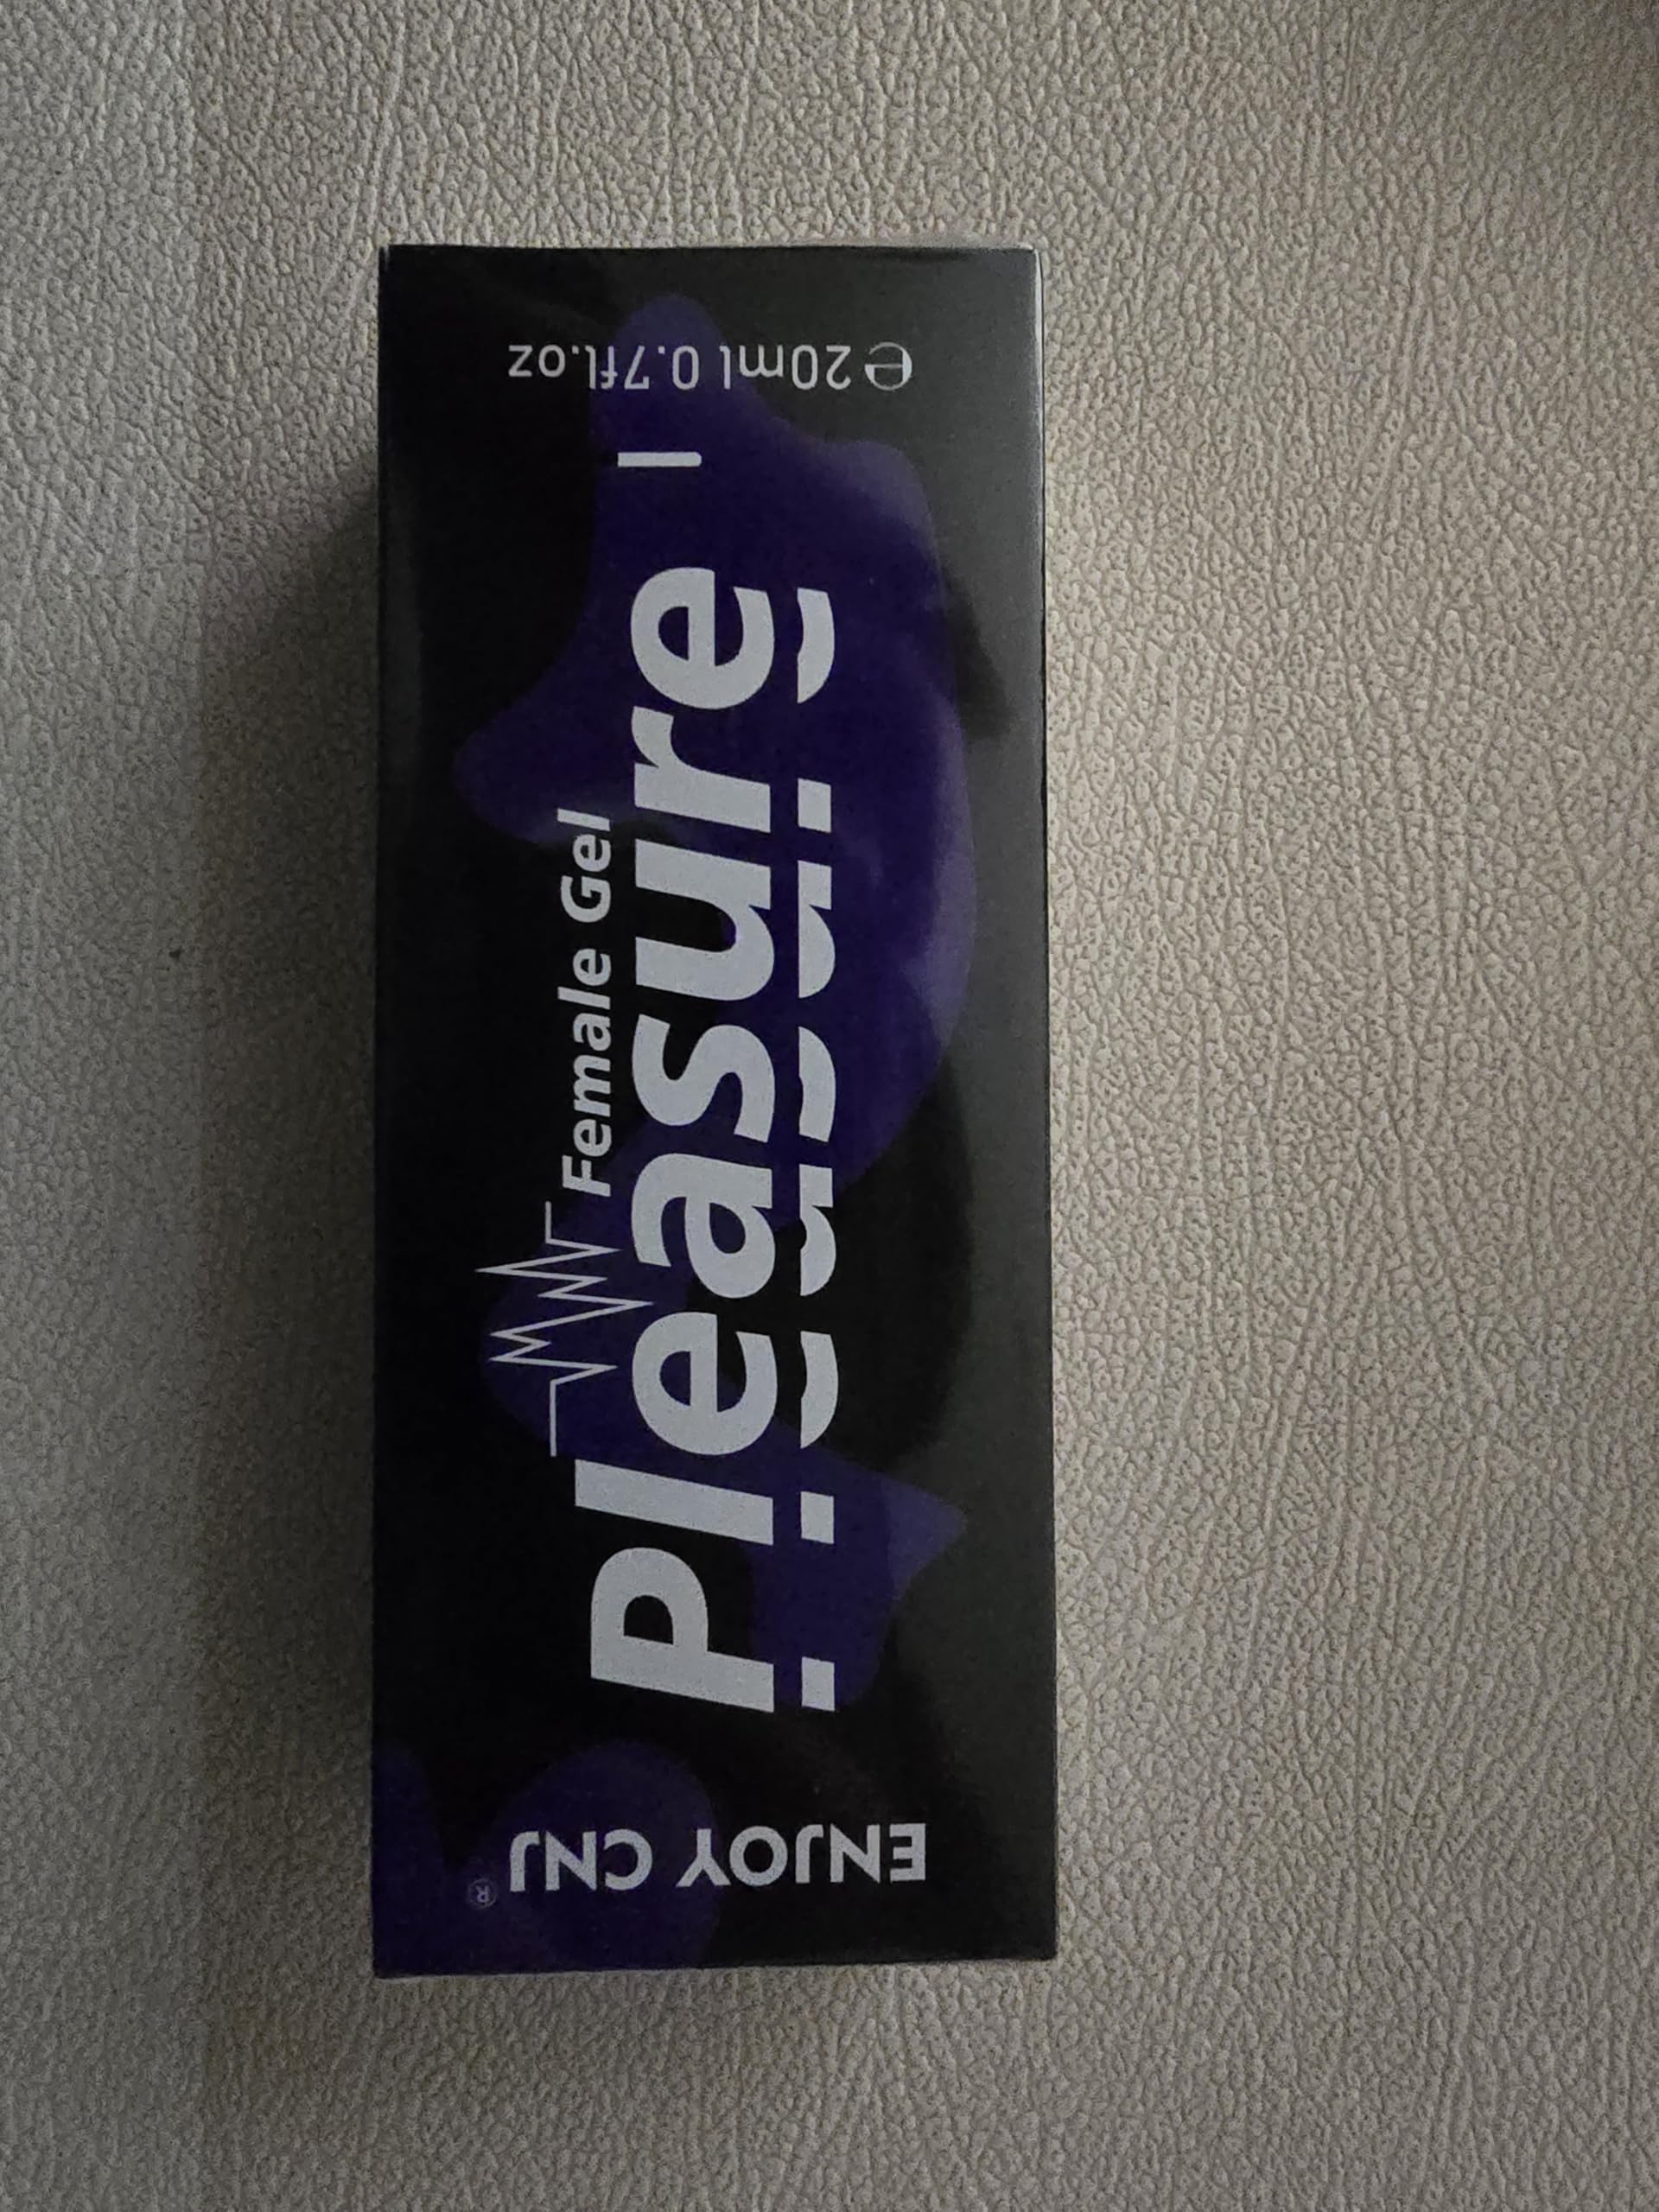 ENJOY CNJ®
Female Gel
Pleasure
℮ 20ml 0.7fl.oz